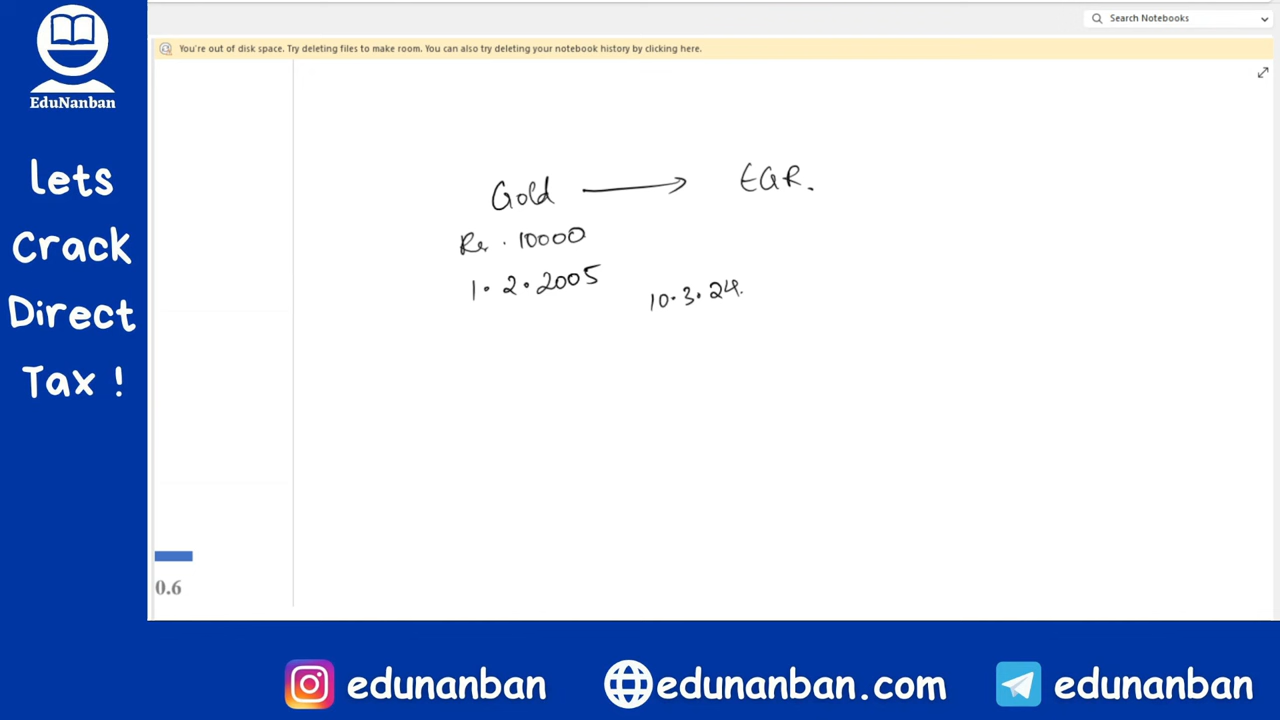 Search Notebooks
You're out of disk space. Try deleting files to make room. You can also try deleting your notebook history by clicking here.
EduNanban
Lets
Crack
Direct
Tax !
Gold → EGR.
Rs. 10000
1.2.2005
10.3.24.
0.6
edunanban
edunanban.com
edunanban